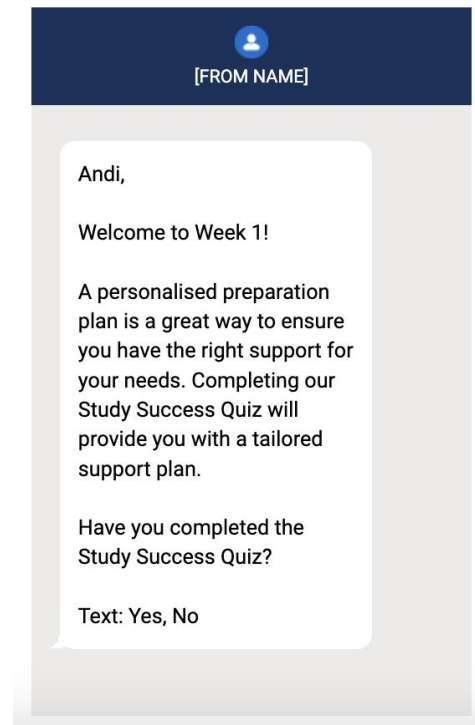 [FROM NAME]
Andi,
Welcome to Week 1!
A personalised preparation
plan is a great way to ensure
you have the right support for
your needs. Completing our
Study Success Quiz will
provide you with a tailored
support plan.
Have you completed the
Study Success Quiz?
Text: Yes, No